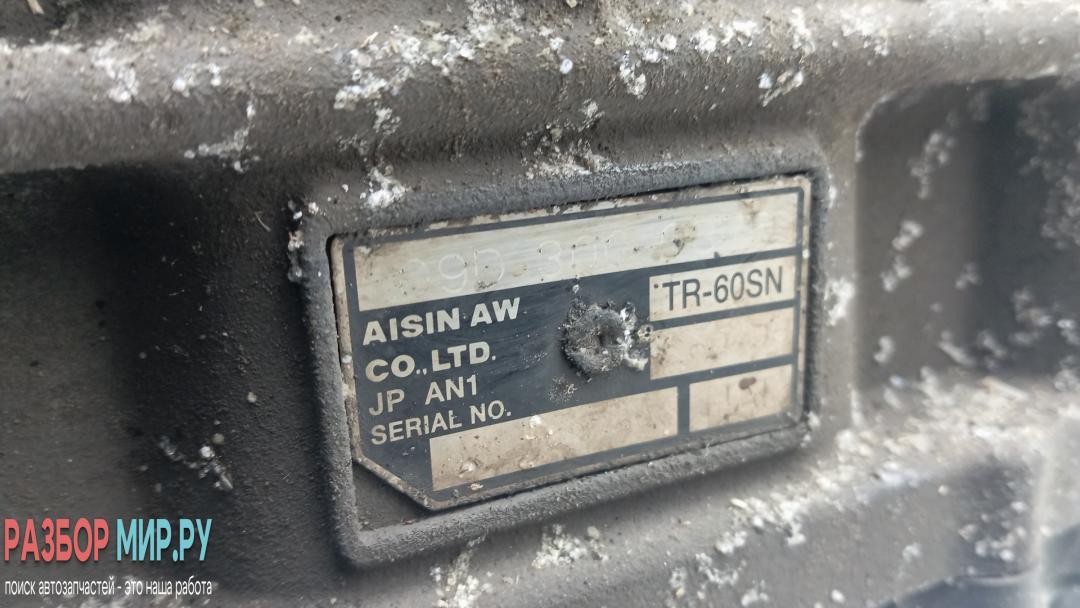 AISIN AW
CO.,LTD.
JP AN1
SERIAL NO.
TR-60SN
РАЗБОР МИР.РУ
поиск автозапчастей - это наша работа